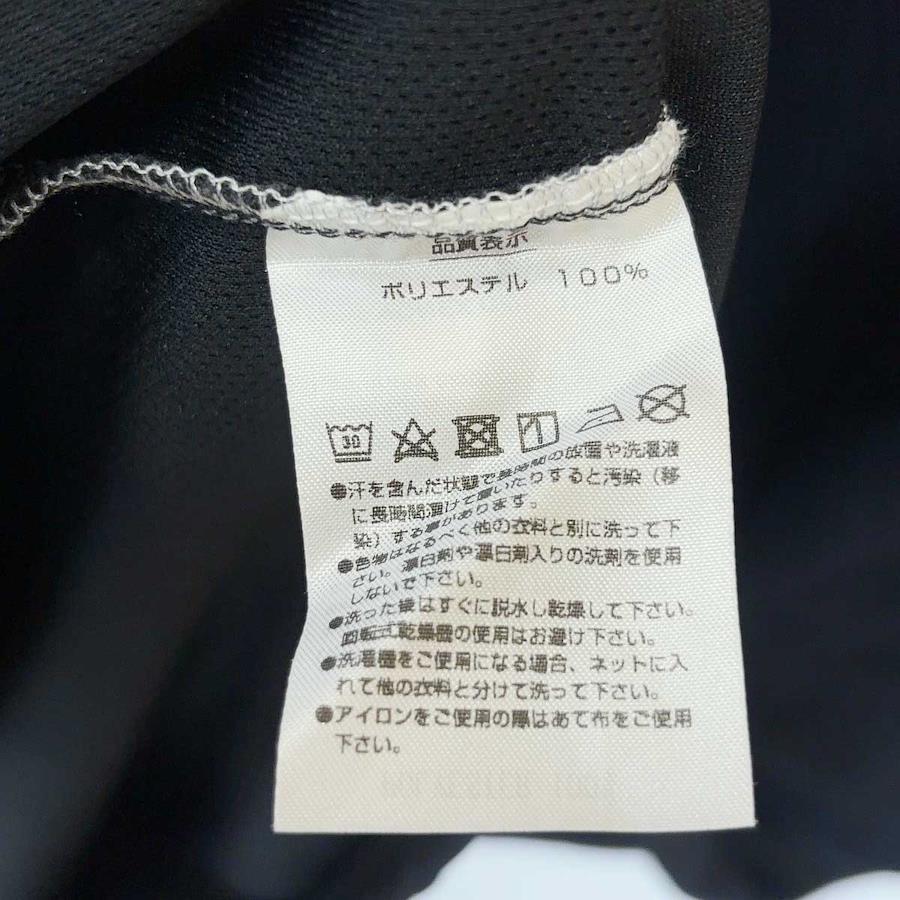 品質表示
ポリエステル 100%
30
●汗を含んだ状態で長時間の放置や洗濯液
に長時間漬けて置いたりすると汚染(移
染)する事があります。
●色物はなるべく他の衣料と別に洗って下
さい。漂白剤や漂白剤入りの洗剤を使用
しないで下さい。
●洗った後はすぐに脱水し乾燥して下さい。
回転式乾燥機の使用はお避け下さい。
●洗濯機をご使用になる場合、ネットに入
れて他の衣料と分けて洗って下さい。
●アイロンをご使用の際はあて布をご使用
下さい。